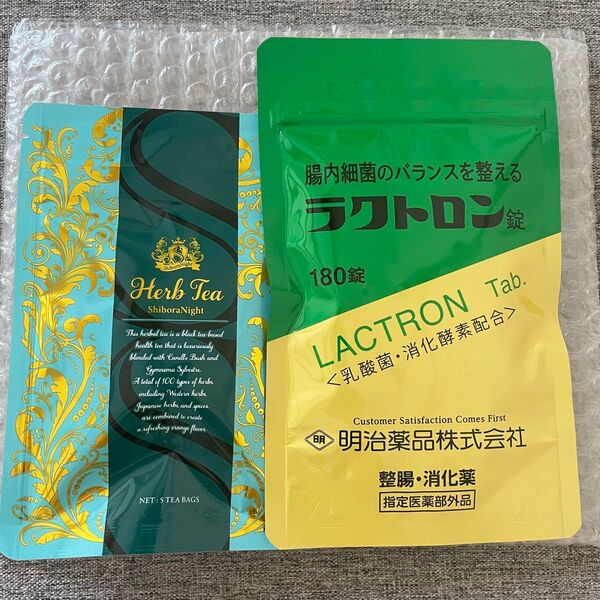 Herb Tea
ShiboraNight
This herbal tea is a black tea-based
health tea that is luxuriously
blended with Candle Bush and
Gymnema Sylvestre.
A total of 100 types of herbs,
including Western herbs,
Japanese herbs, and spices,
are combined to create
a refreshing orange flavor.
NET : 5 TEA BAGS
腸内細菌のバランスを整える
ラクトロン錠
180錠
LACTRON Tab.
<乳酸菌・消化酵素配合>
Customer Satisfaction Comes First
明治薬品株式会社
整腸・消化薬
指定医薬部外品